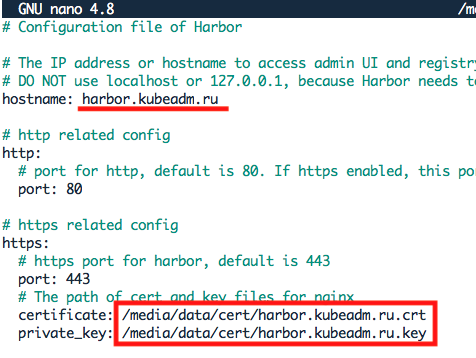 GNU nano 4.8 /m
# Configuration file of Harbor
# The IP address or hostname to access admin UI and registry
# DO NOT use localhost or 127.0.0.1, because Harbor needs to
hostname: harbor.kubeadm.ru
# http related config
http:
# port for http, default is 80. If https enabled, this po
port: 80
# https related config
https:
# https port for harbor, default is 443
port: 443
# The path of cert and key files for nginx
certificate: /media/data/cert/harbor.kubeadm.ru.crt
private_key: /media/data/cert/harbor.kubeadm.ru.key